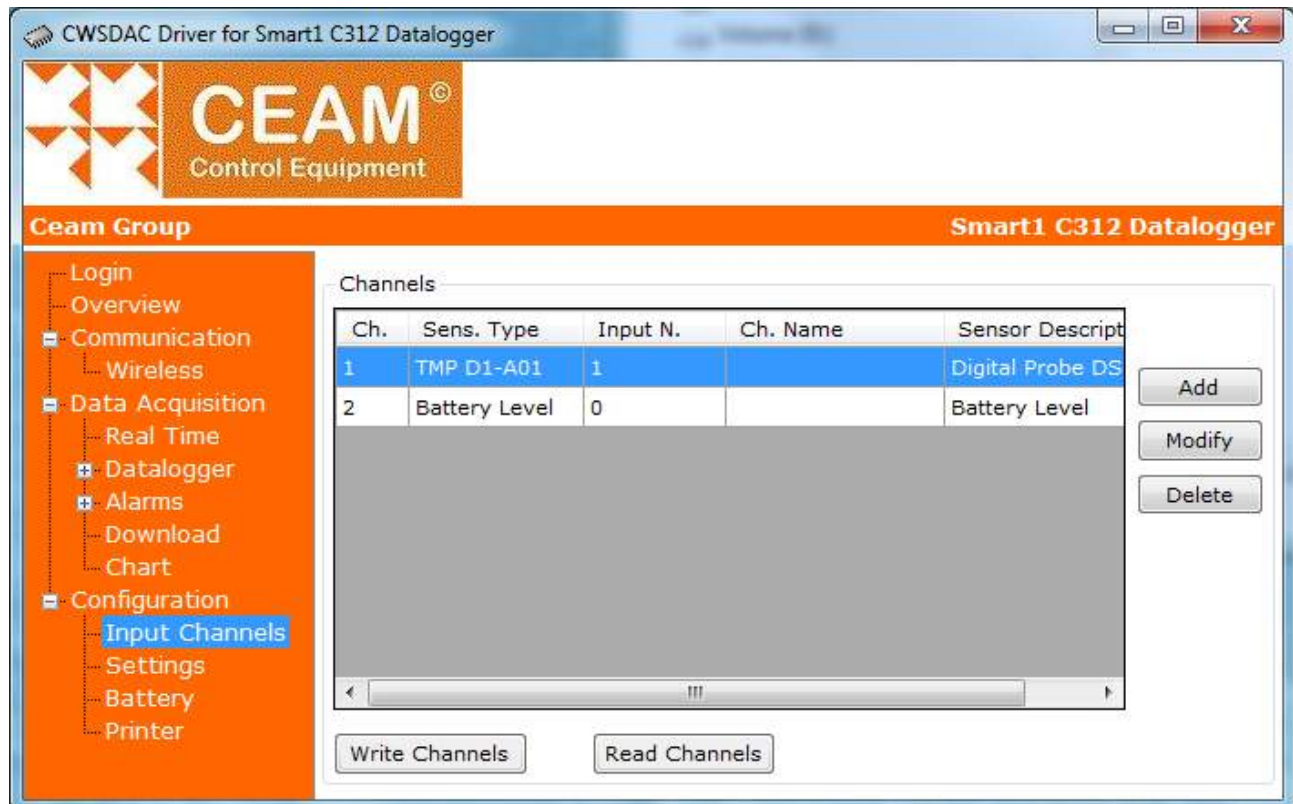 CWSDAC Driver for Smart1 C312 Datalogger
CEAM©
Control Equipment
Ceam Group
Smart1 C312 Datalogger
Login
Overview
Communication
Wireless
Data Acquisition
Real Time
Datalogger
Alarms
Download
Chart
Configuration
Input Channels
Settings
Battery
Printer
Channels
Ch. Sens. Type Input N. Ch. Name Sensor Descript
1 TMP D1-A01 1 Digital Probe DS
2 Battery Level 0 Battery Level
Add
Modify
Delete
Write Channels
Read Channels